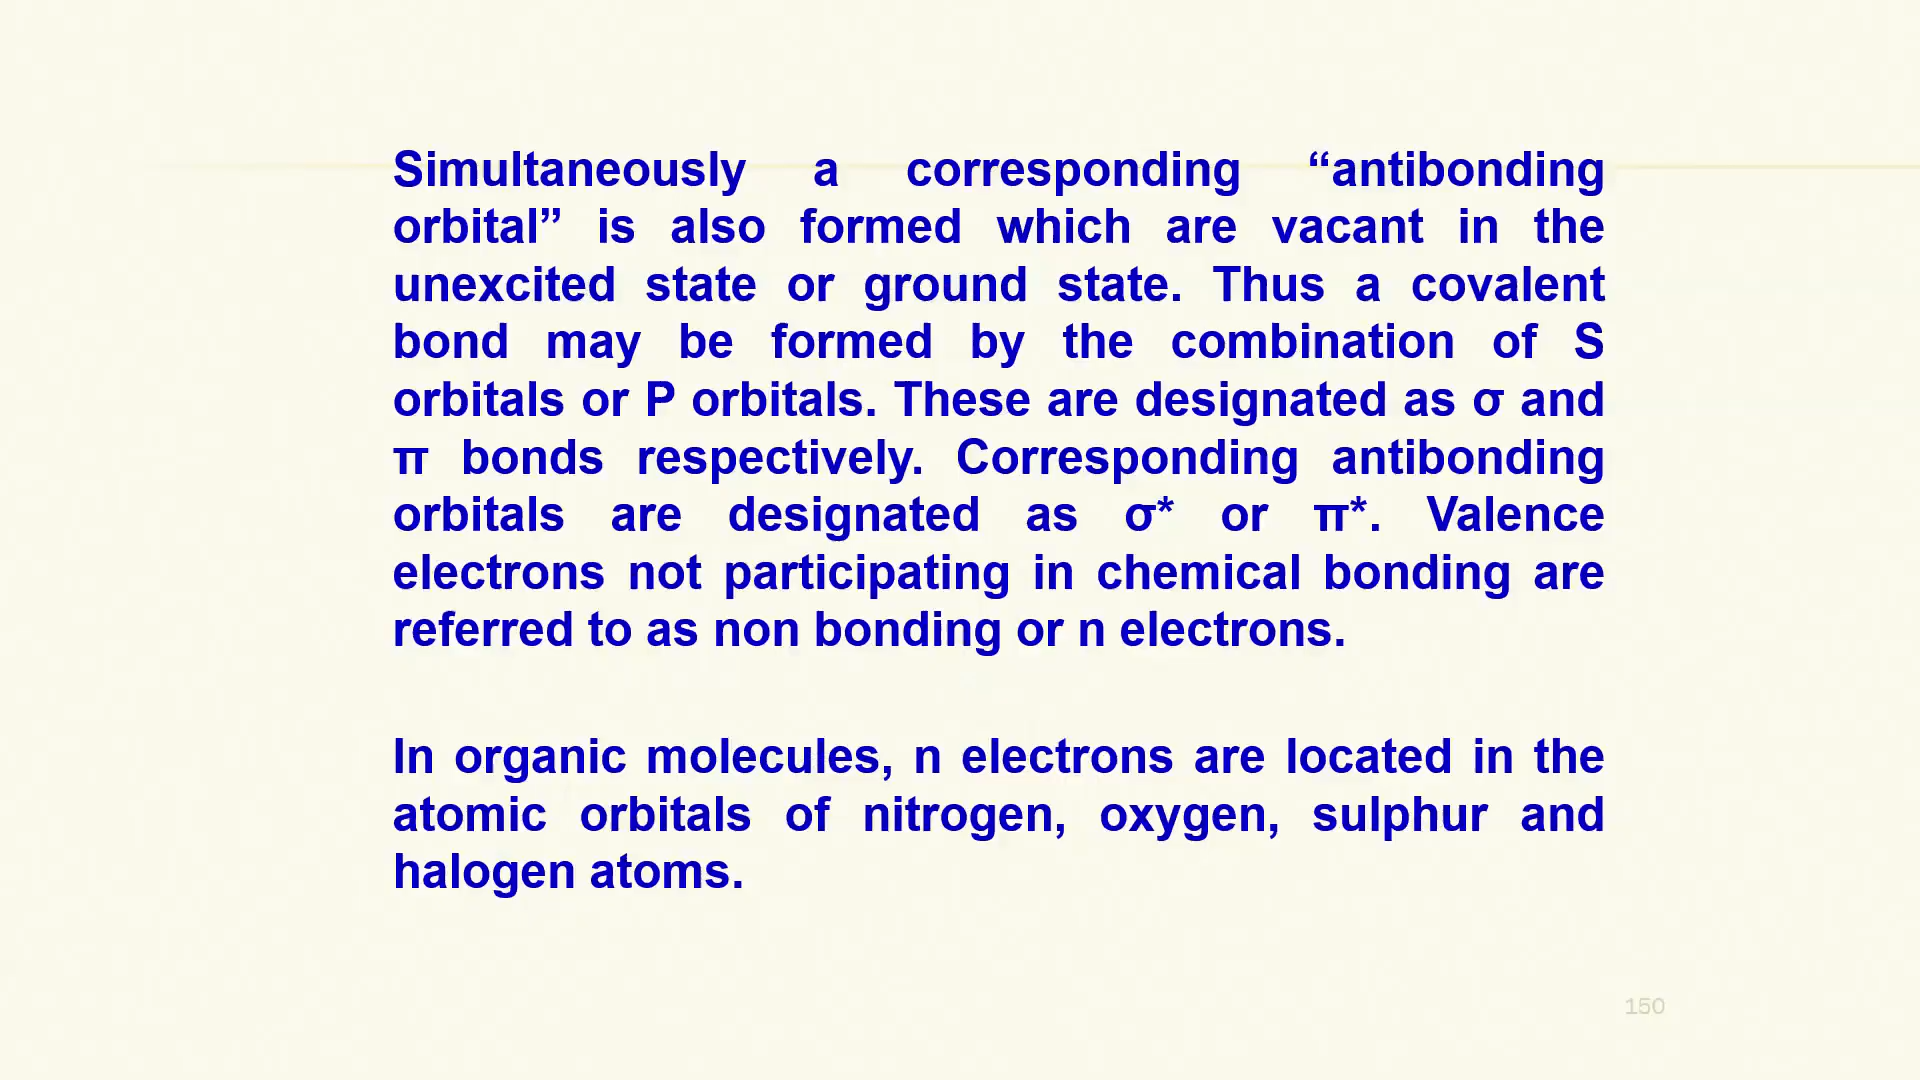 Simultaneously a corresponding “antibonding
orbital” is also formed which are vacant in the
unexcited state or ground state. Thus a covalent
bond may be formed by the combination of S
orbitals or P orbitals. These are designated as σ and
π bonds respectively. Corresponding antibonding
orbitals are designated as σ* or π*. Valence
electrons not participating in chemical bonding are
referred to as non bonding or n electrons.
In organic molecules, n electrons are located in the
atomic orbitals of nitrogen, oxygen, sulphur and
halogen atoms.
150